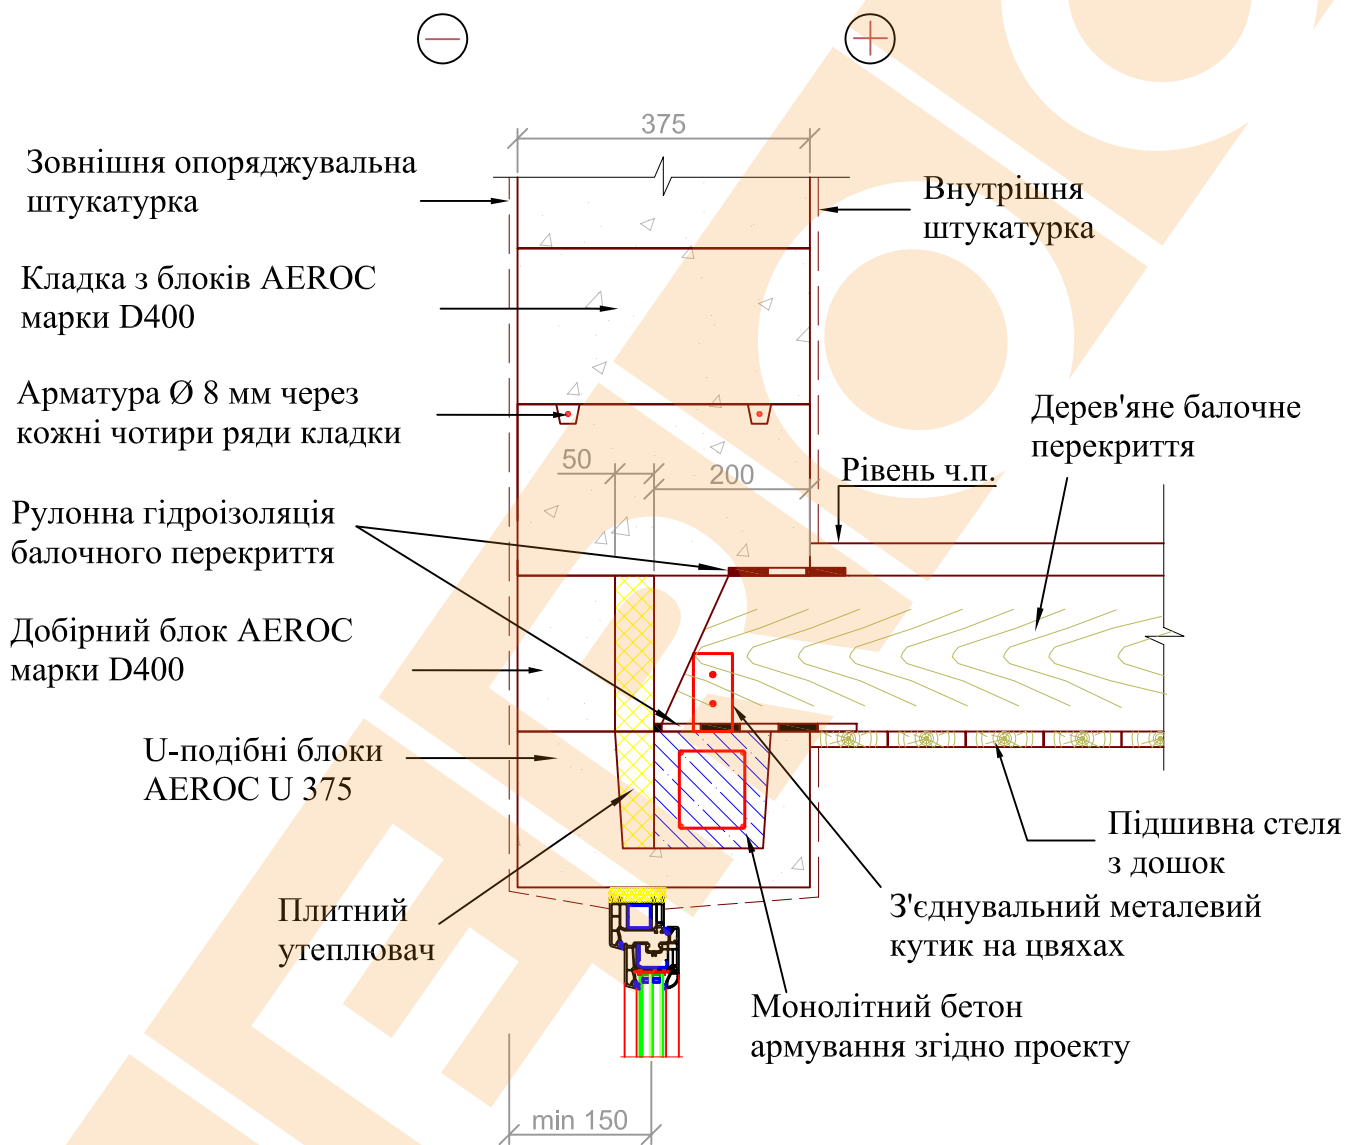 375
Зовнішня опоряджувальна
штукатурка
Внутрішня
штукатурка
Кладка з блоків AEROC
марки D400
Арматура Ø 8 мм через
кожні чотири ряди кладки
Дерев'яне балочне
перекриття
50
200
Рівень ч.п.
Рулонна гідроізоляція
балочного перекриття
Добірний блок AEROC
марки D400
U-подібні блоки
AEROC U 375
Підшивна стеля
з дошок
Плитний
утеплювач
З'єднувальний металевий
кутик на цвяхах
Монолітний бетон
армування згідно проекту
min 150